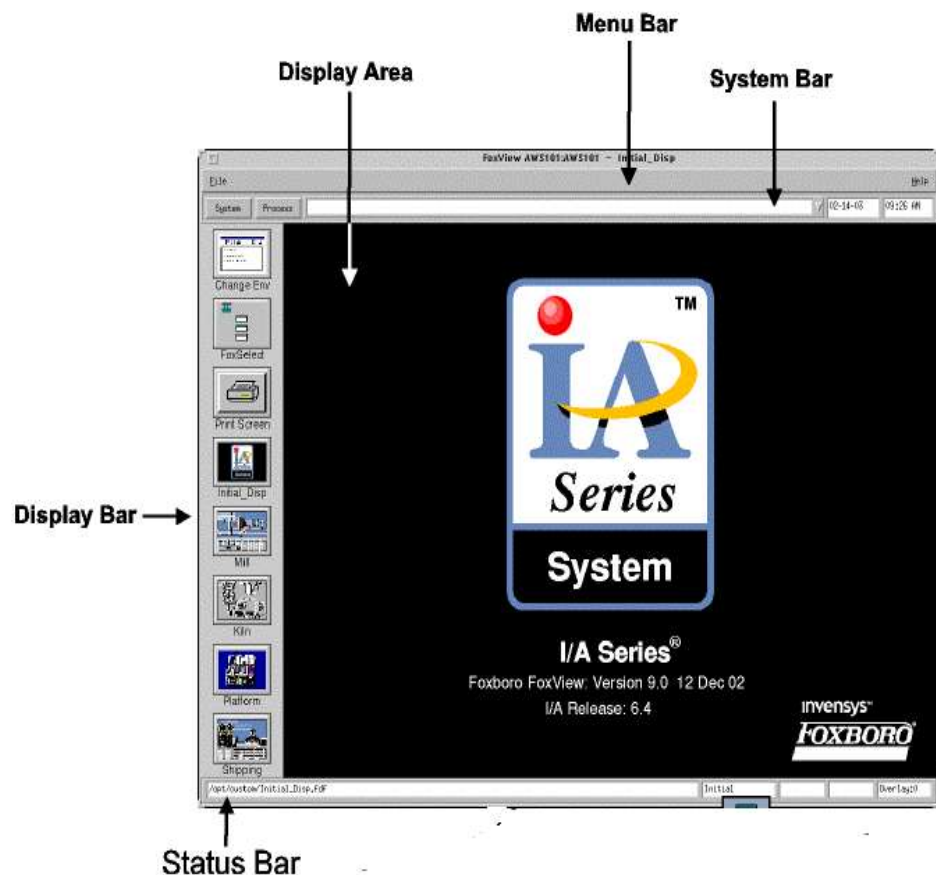 Menu Bar
Display Area
System Bar
FoxView AWS101:AWS101 - Initial_Disp
File
Help
System
Process
02-14-03
09:26 AM
Change Env
FoxSelect
Print Screen
Initial_Disp
Display Bar
Mill
Kiln
Platform
Shipping
TM
IA
Series
System
I/A Series®
Foxboro FoxView: Version 9.0 12 Dec 02
I/A Release: 6.4
invensys™
FOXBORO®
/opt/custom/Initial_Disp.fdf
Initial
Overlay:0
Status Bar